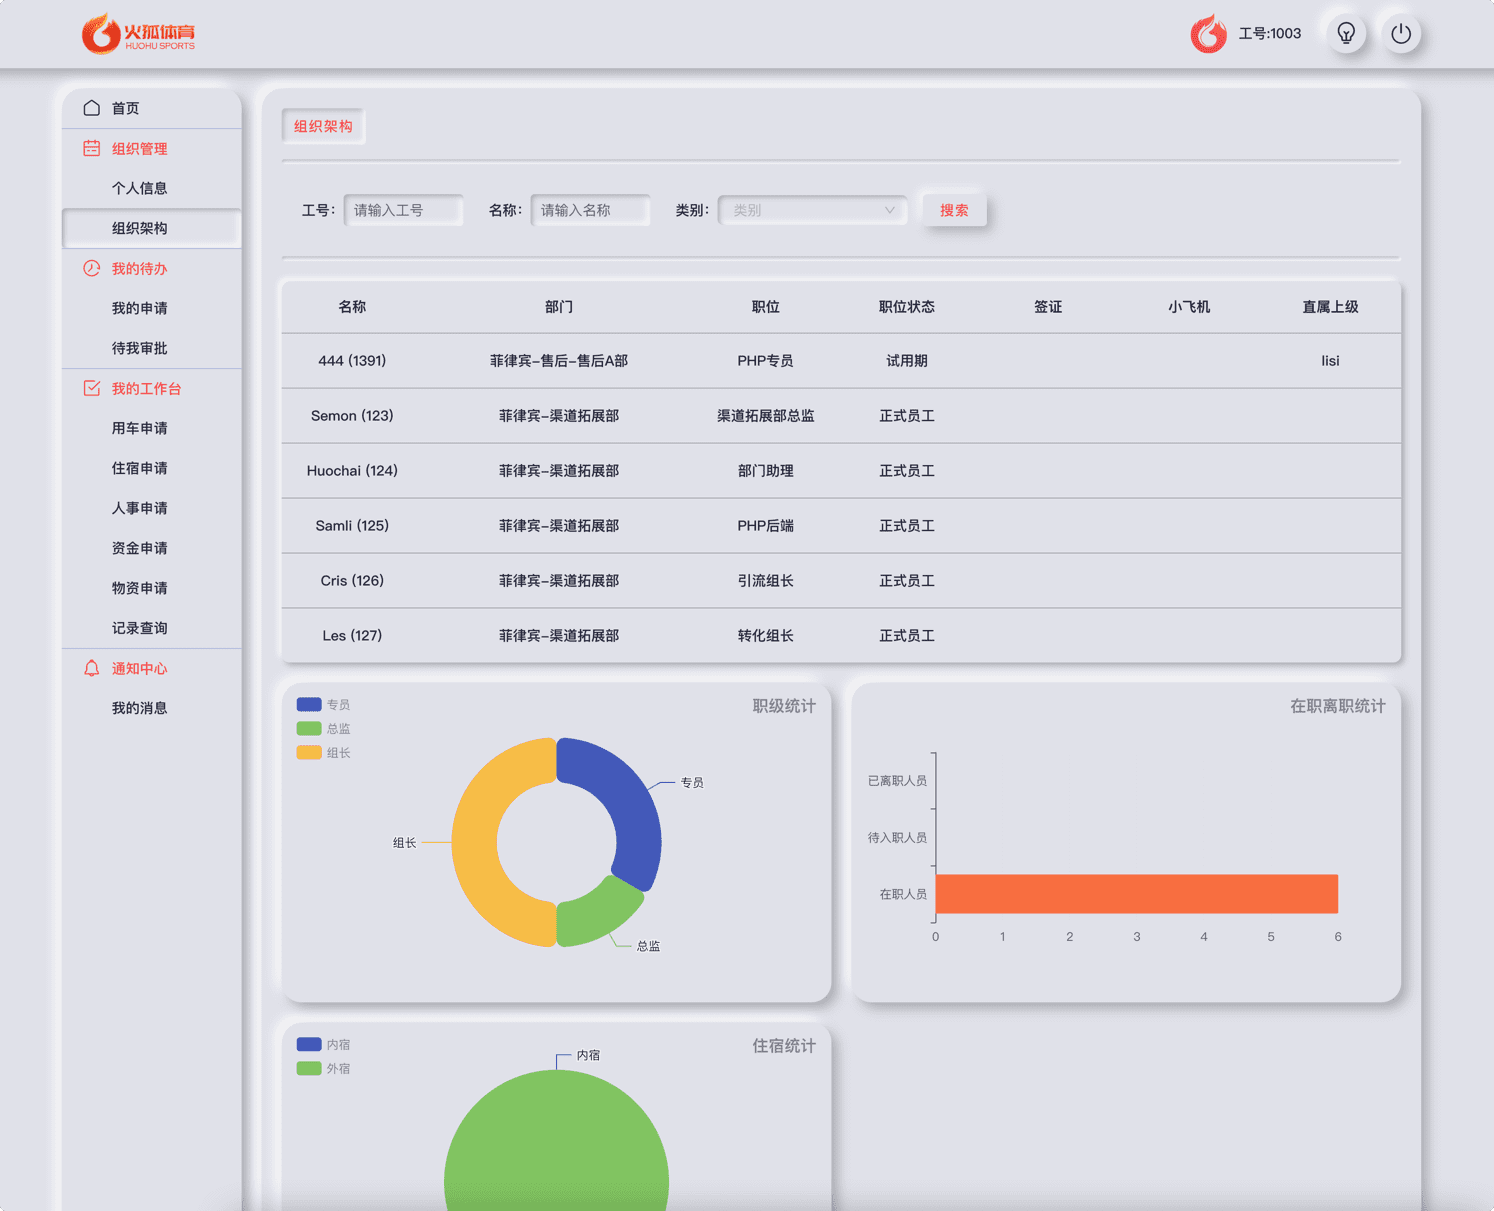 火狐体育
HUOHU SPORTS
工号:1003
首页
组织管理
个人信息
组织架构
我的待办
我的申请
待我审批
我的工作台
用车申请
住宿申请
人事申请
资金申请
物资申请
记录查询
通知中心
我的消息
组织架构
工号: 请输入工号 名称: 请输入名称 类别: 类别 搜索
名称 部门 职位 职位状态 签证 小飞机 直属上级
444 (1391) 菲律宾-售后-售后A部 PHP专员 试用期 lisi
Semon (123) 菲律宾-渠道拓展部 渠道拓展部总监 正式员工
Huochai (124) 菲律宾-渠道拓展部 部门助理 正式员工
Samli (125) 菲律宾-渠道拓展部 PHP后端 正式员工
Cris (126) 菲律宾-渠道拓展部 引流组长 正式员工
Les (127) 菲律宾-渠道拓展部 转化组长 正式员工
职级统计
专员
总监
组长
专员
组长
总监
在职离职统计
已离职人员
待入职人员
在职人员
0 1 2 3 4 5 6
住宿统计
内宿
外宿
内宿